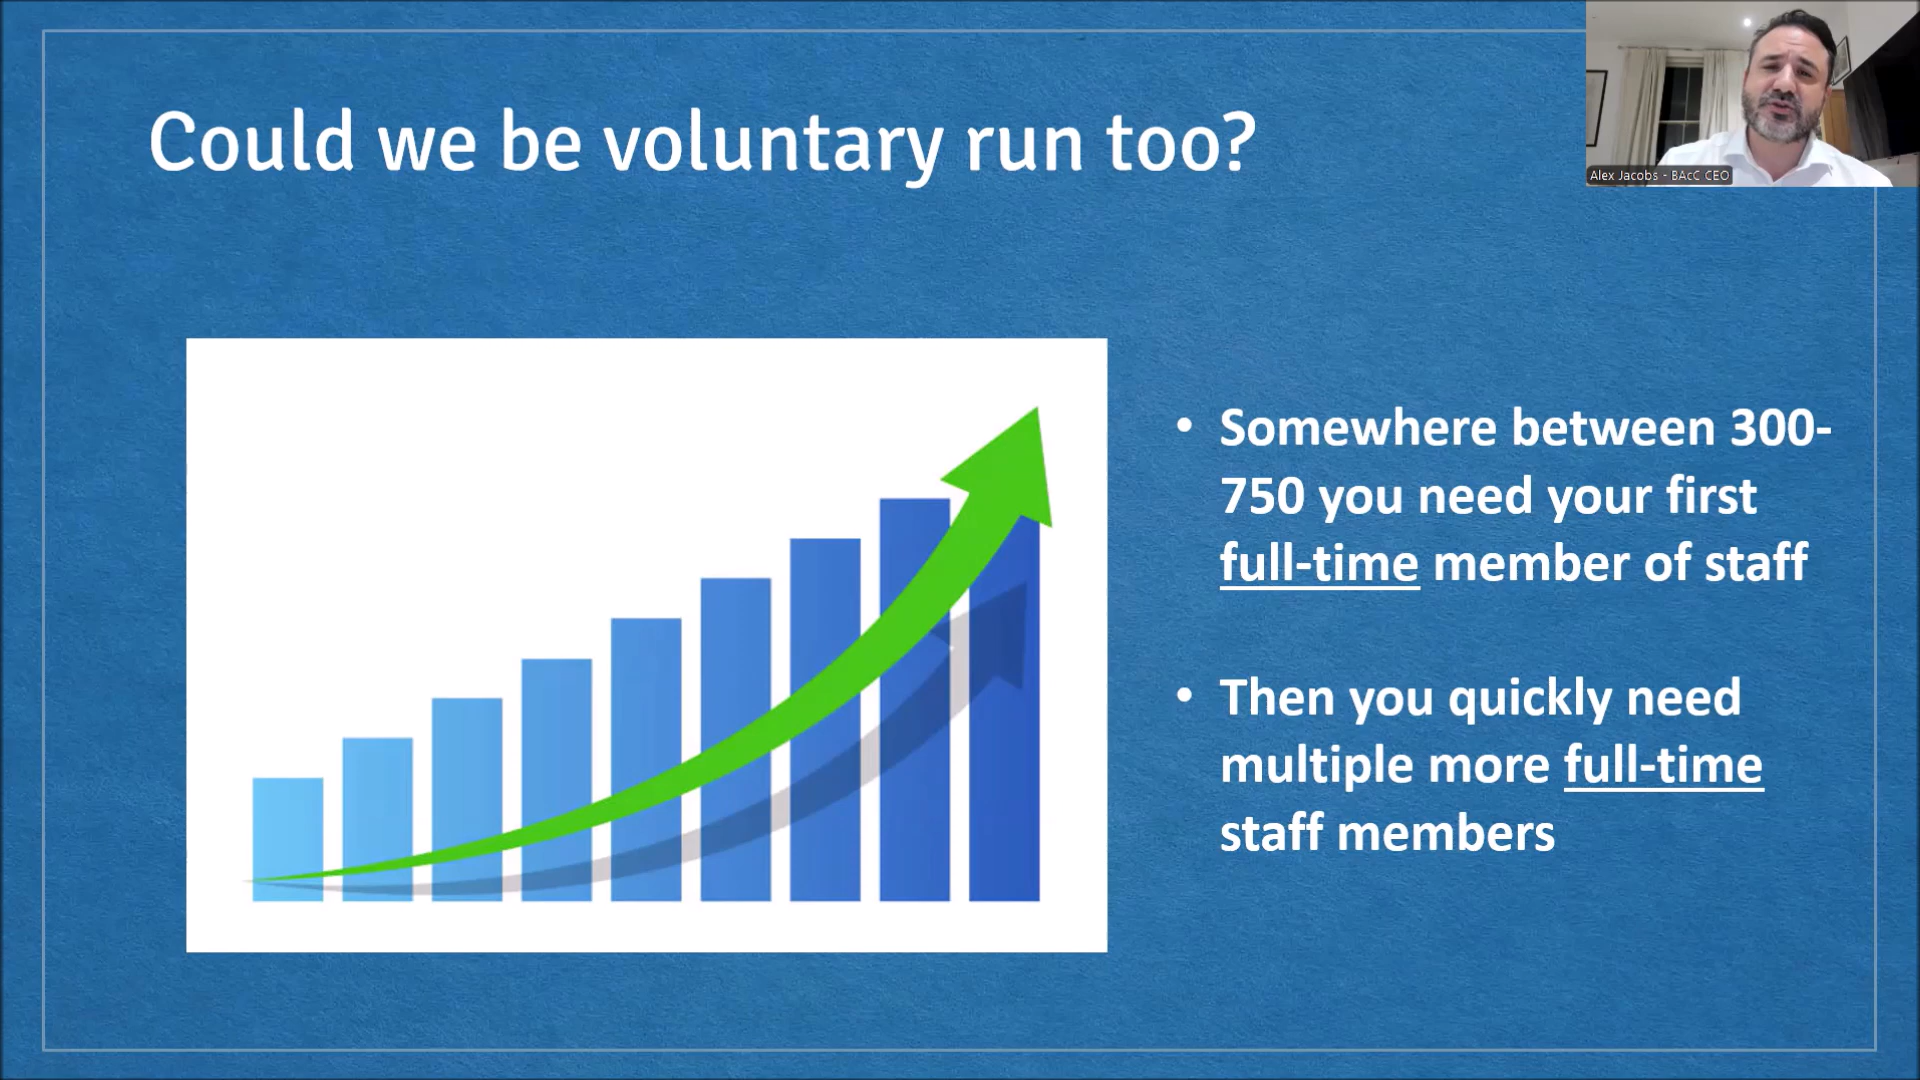 Could we be voluntary run too?
Alex Jacobs - BAcC CEO
• Somewhere between 300-
750 you need your first
full-time member of staff
• Then you quickly need
multiple more full-time
staff members